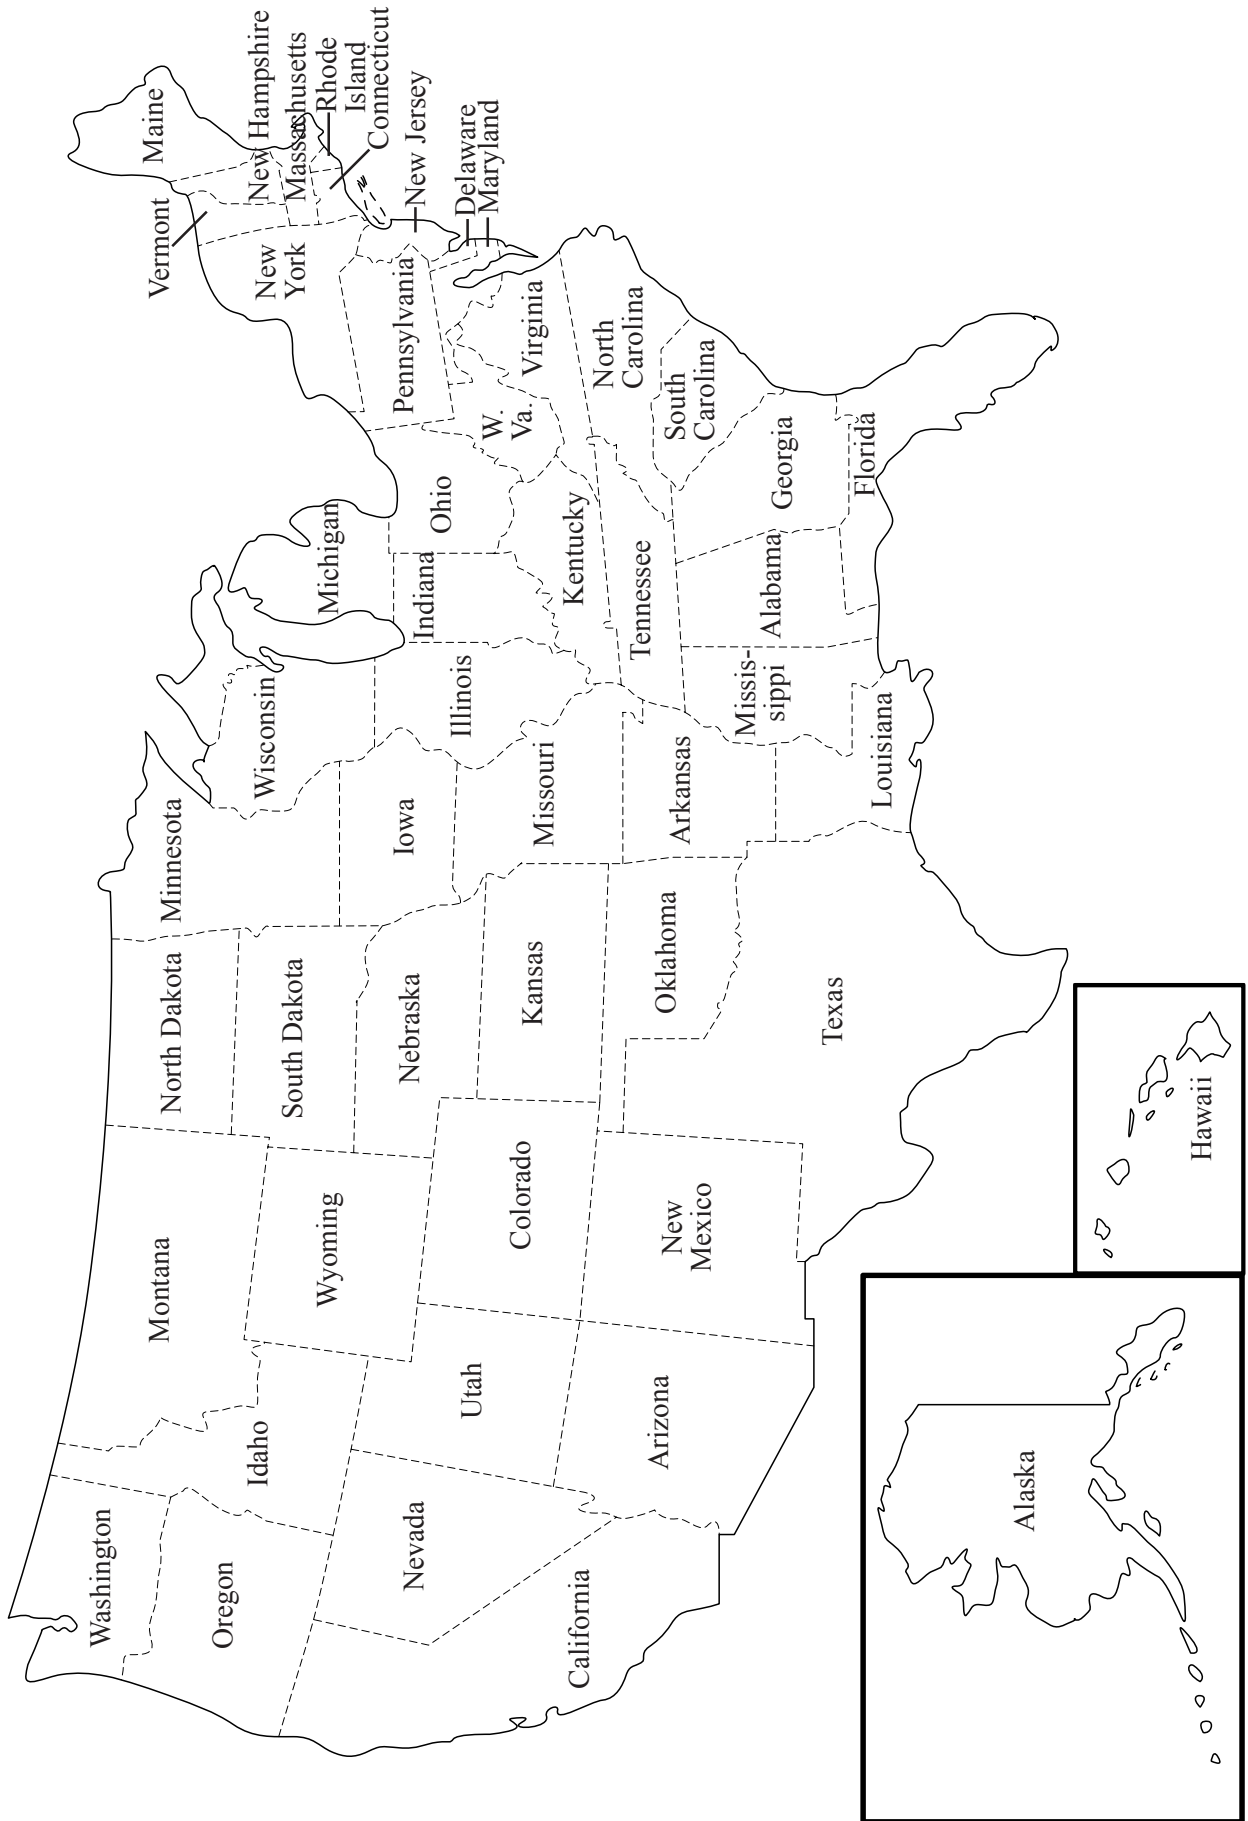 Washington
Oregon
California
Nevada
Idaho
Montana
Wyoming
Utah
Arizona
Colorado
New
Mexico
North Dakota
South Dakota
Nebraska
Kansas
Oklahoma
Texas
Minnesota
Iowa
Missouri
Arkansas
Louisiana
Wisconsin
Illinois
Michigan
Indiana
Ohio
Kentucky
Tennessee
Missis-
sippi
Alabama
Georgia
Florida
South
Carolina
North
Carolina
Virginia
W.
Va.
Pennsylvania
New
York
Vermont
Maine
New Hampshire
Massachusetts
Rhode
Island
Connecticut
New Jersey
Delaware
Maryland
Alaska
Hawaii